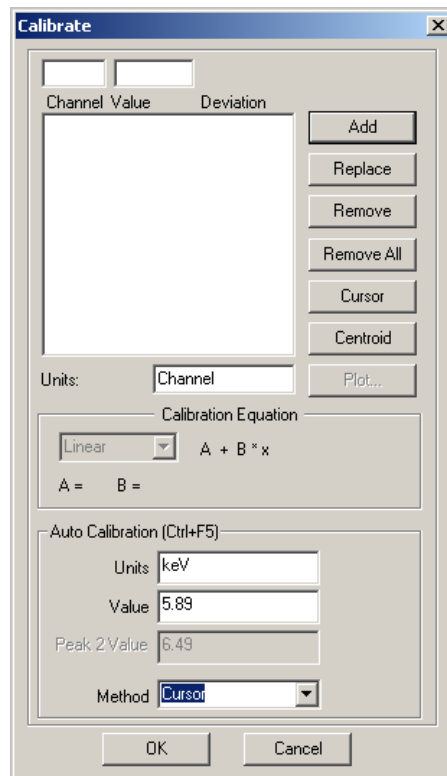 Calibrate
Channel Value Deviation
Add
Replace
Remove
Remove All
Cursor
Centroid
Units: Channel Plot...
Calibration Equation
Linear A + B * x
A = B =
Auto Calibration (Ctrl+F5)
Units keV
Value 5.89
Peak 2 Value 6.49
Method Cursor
OK Cancel